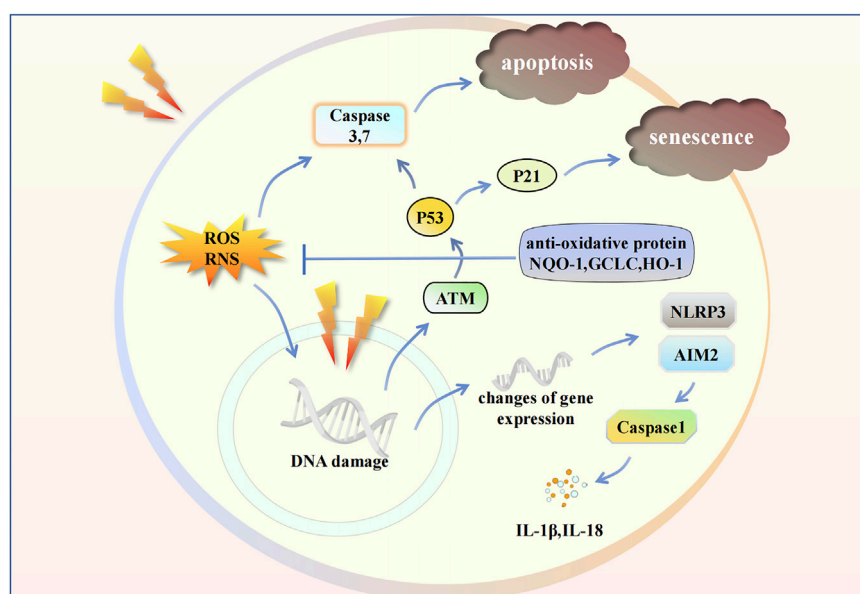 apoptosis
Caspase
3,7
senescence
P21
P53
ROS
RNS
anti-oxidative protein
NQO-1,GCLC,HO-1
ATM
NLRP3
AIM2
changes of gene
expression
Caspase1
DNA damage
IL-1β,IL-18